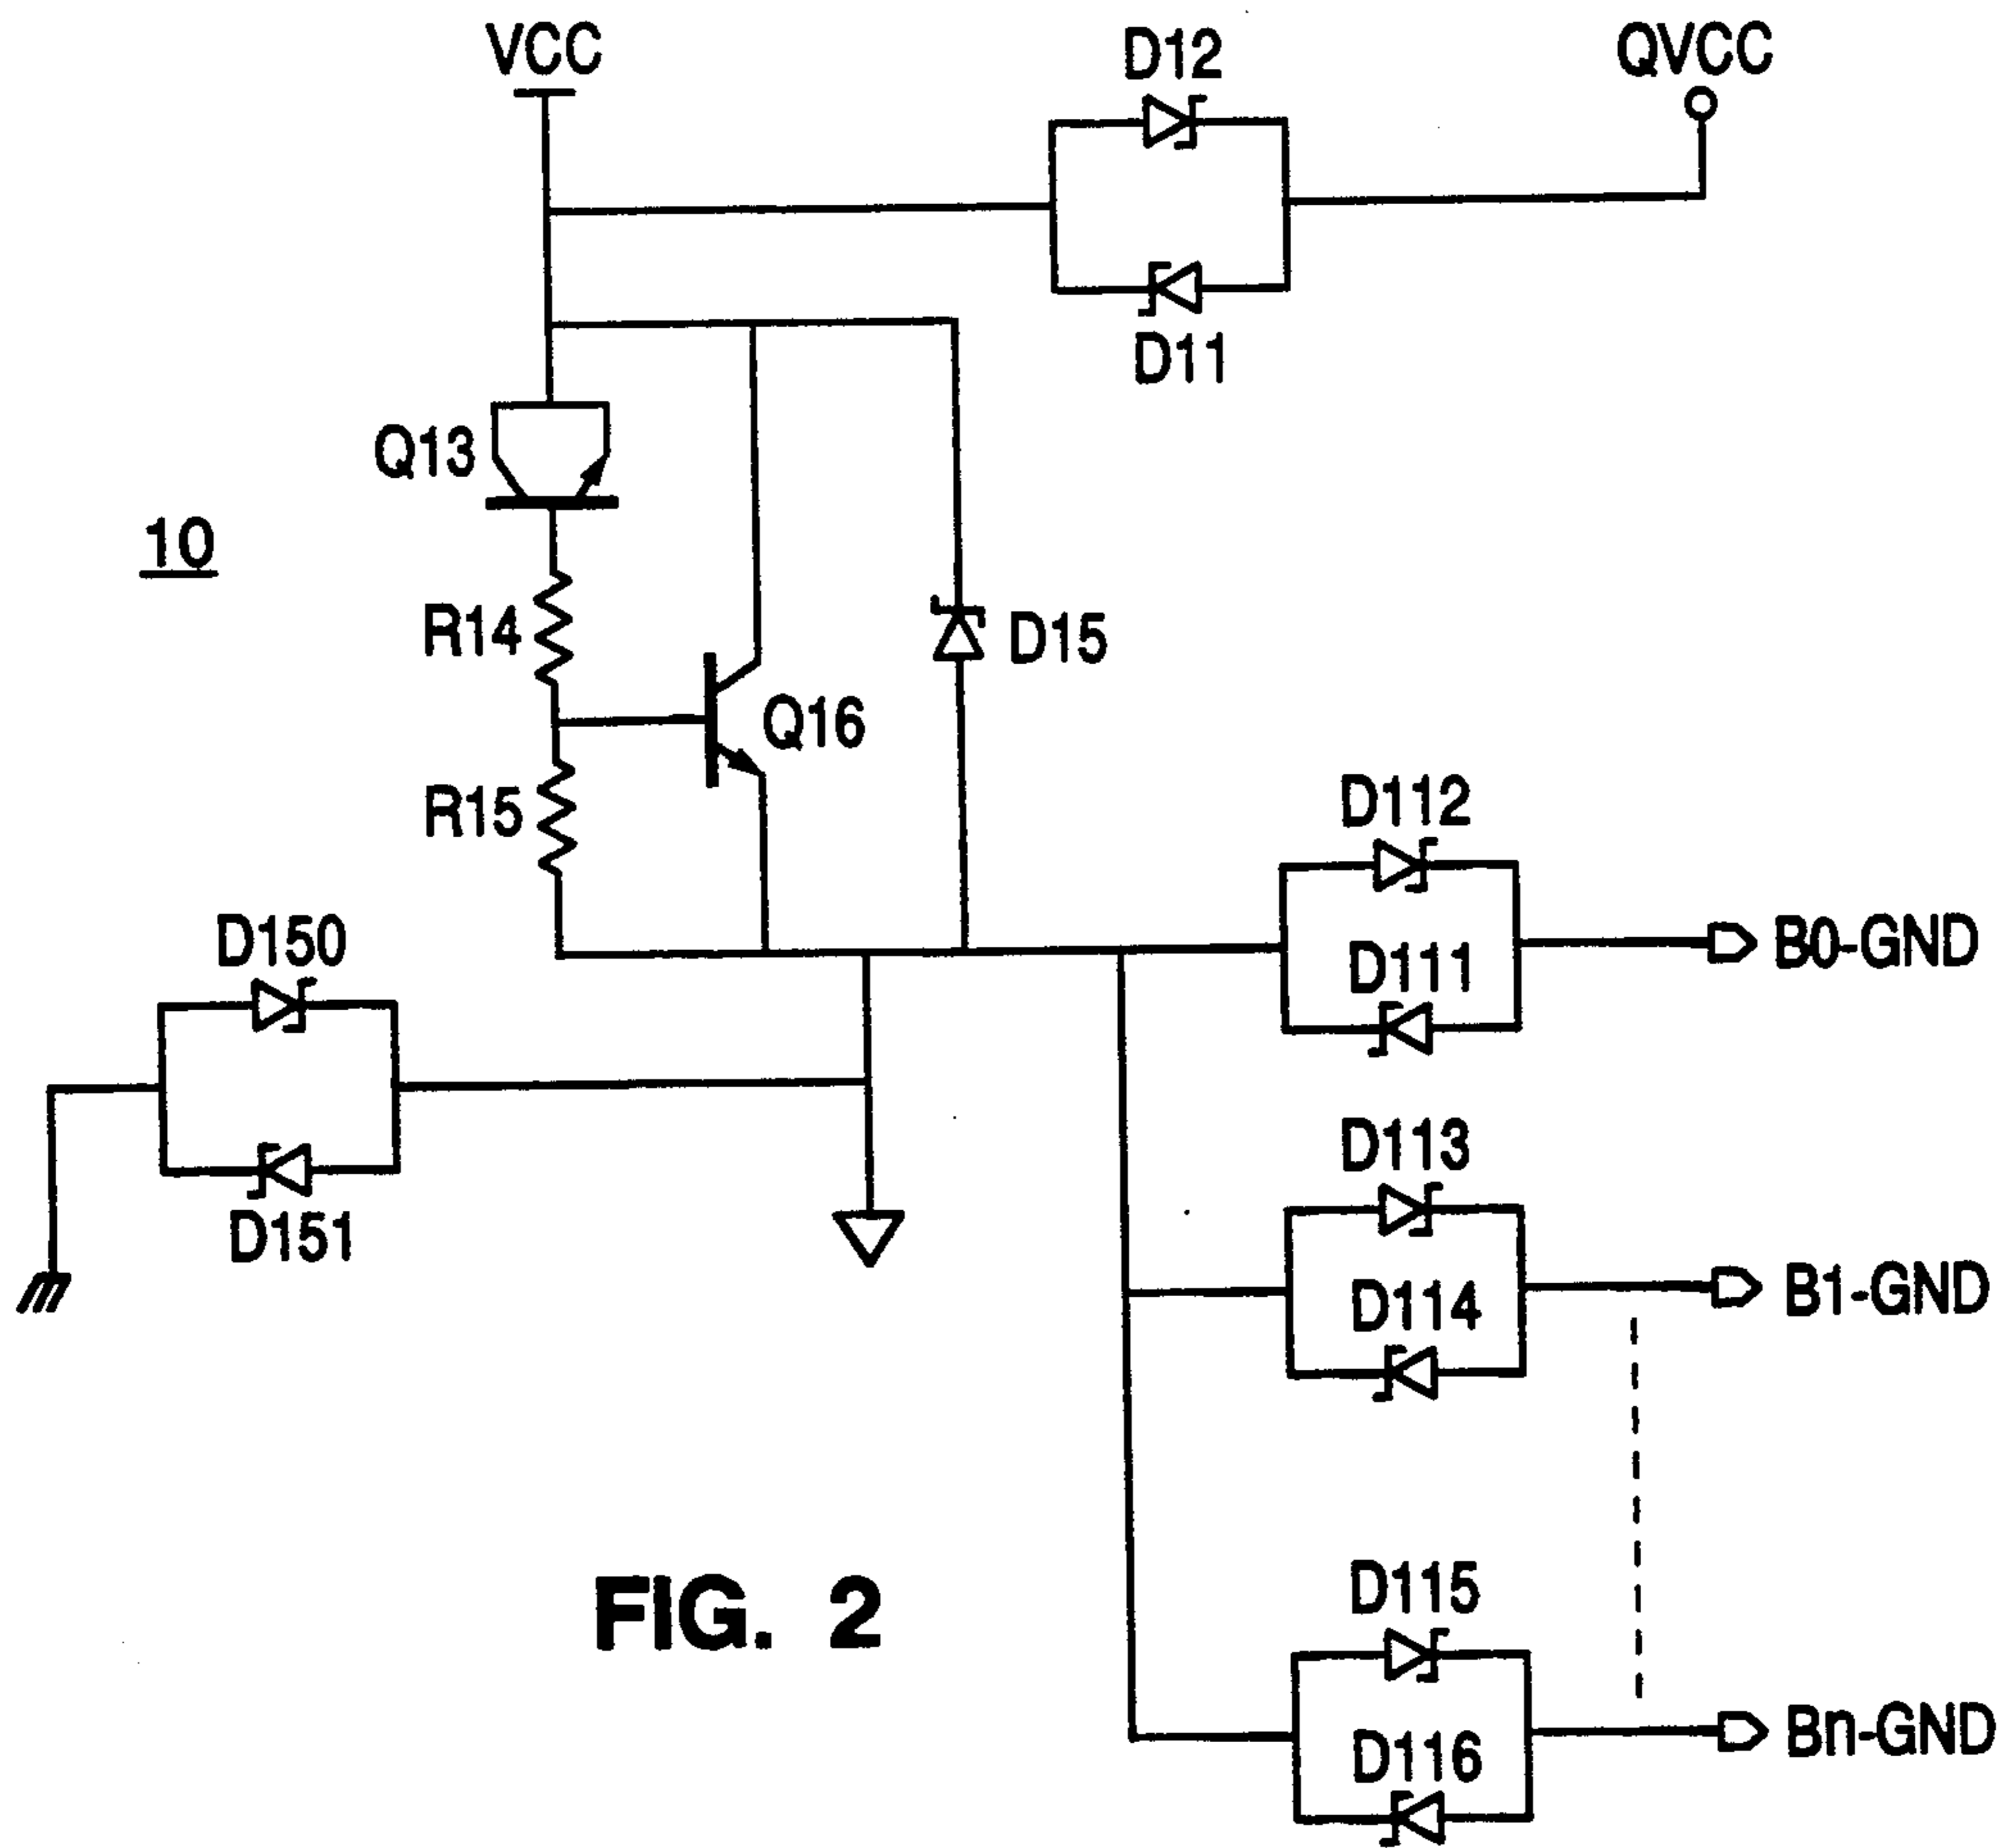 VCC
D12
QVCC
D11
Q13
10
R14
D15
Q16
R15
D112
D150
D111
B0-GND
D113
D151
D114
B1-GND
D115
FIG. 2
D116
Bn-GND